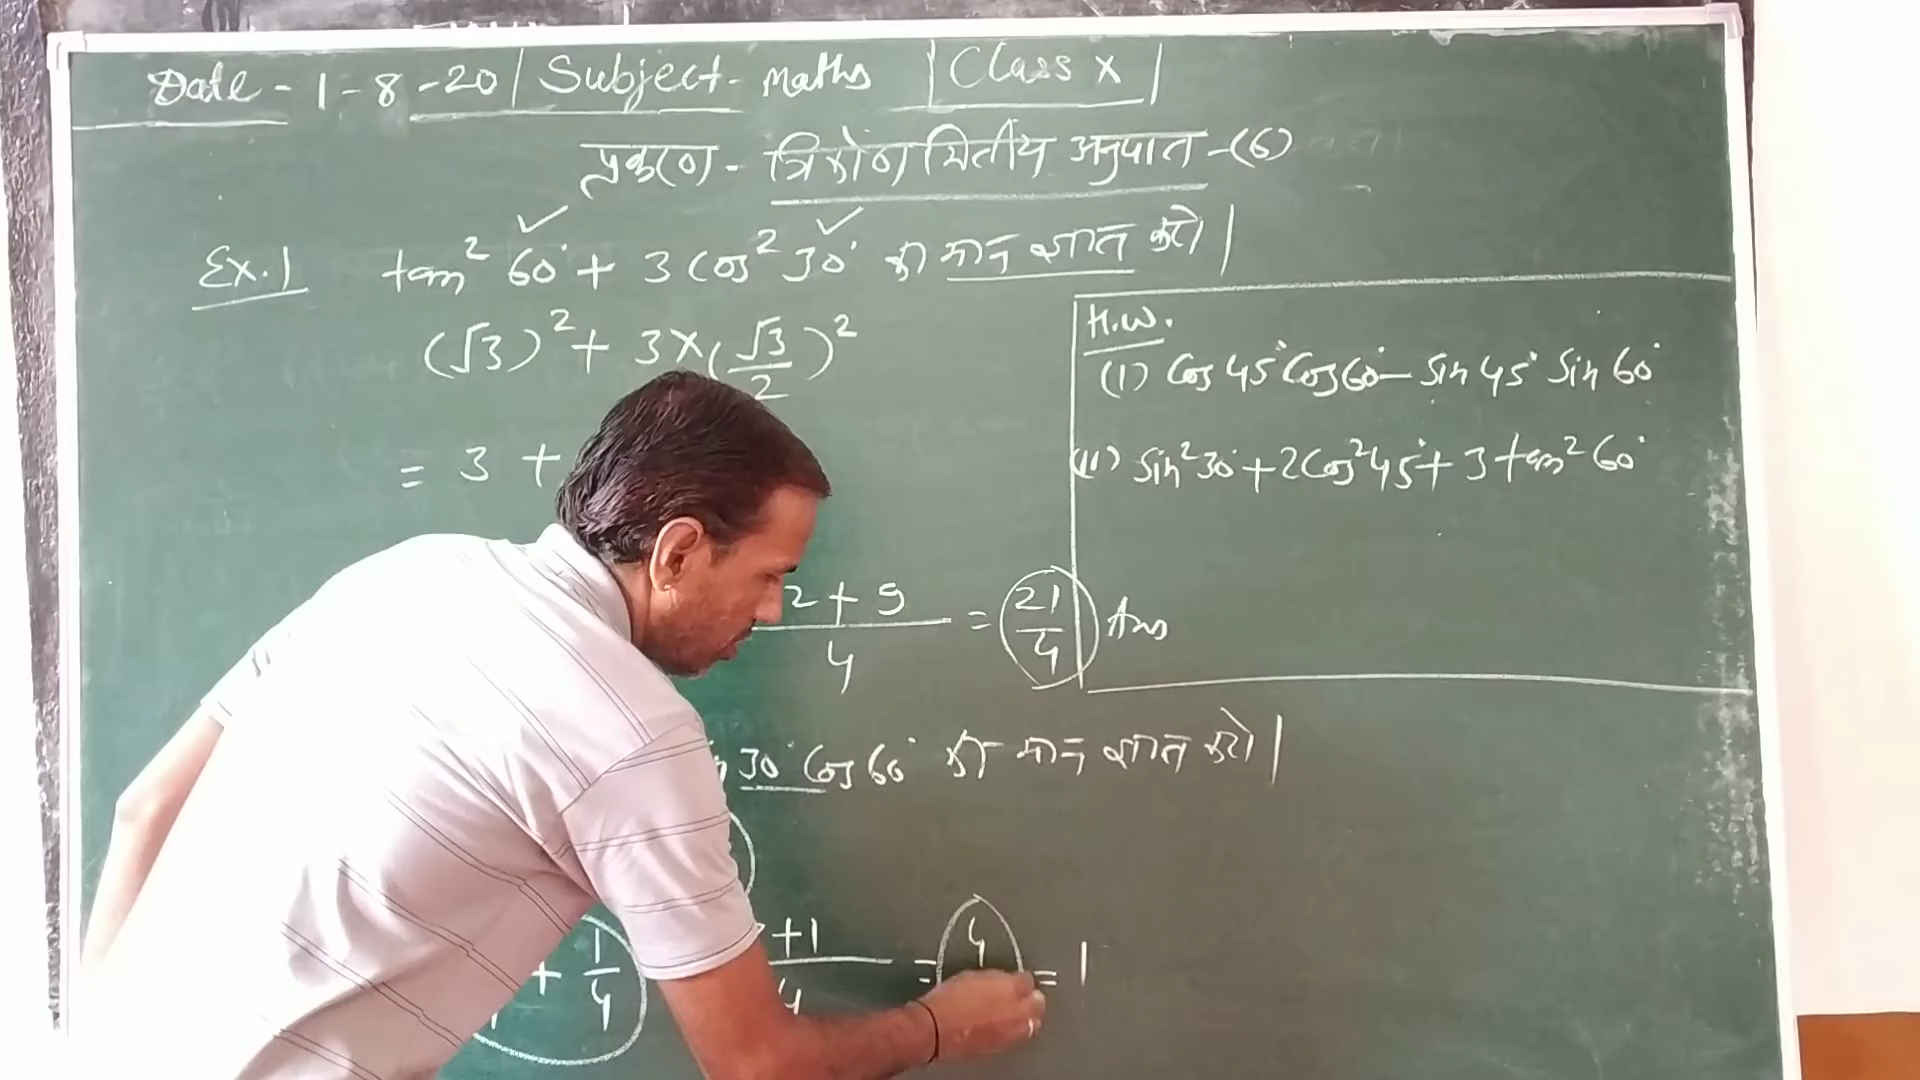 Date - 1-8-20 | Subject - maths | Class X |
प्रकरण - त्रिकोणमितीय अनुपात - (6)
Ex.1 tan² 60° + 3 cos² 30° का मान ज्ञात करो।
(√3)² + 3×(√3/2)²
= 3 +
2 + 9 / 4 = 21/4 Ans
H.W.
(I) Cos 45° Cos 60° - Sin 45° Sin 60°
(II) Sin² 30° + 2 Cos² 45° + 3 tan² 60°
30° Cos 60° का मान ज्ञात करो।
+ 1/4
+1 / 4 = 4 = 1